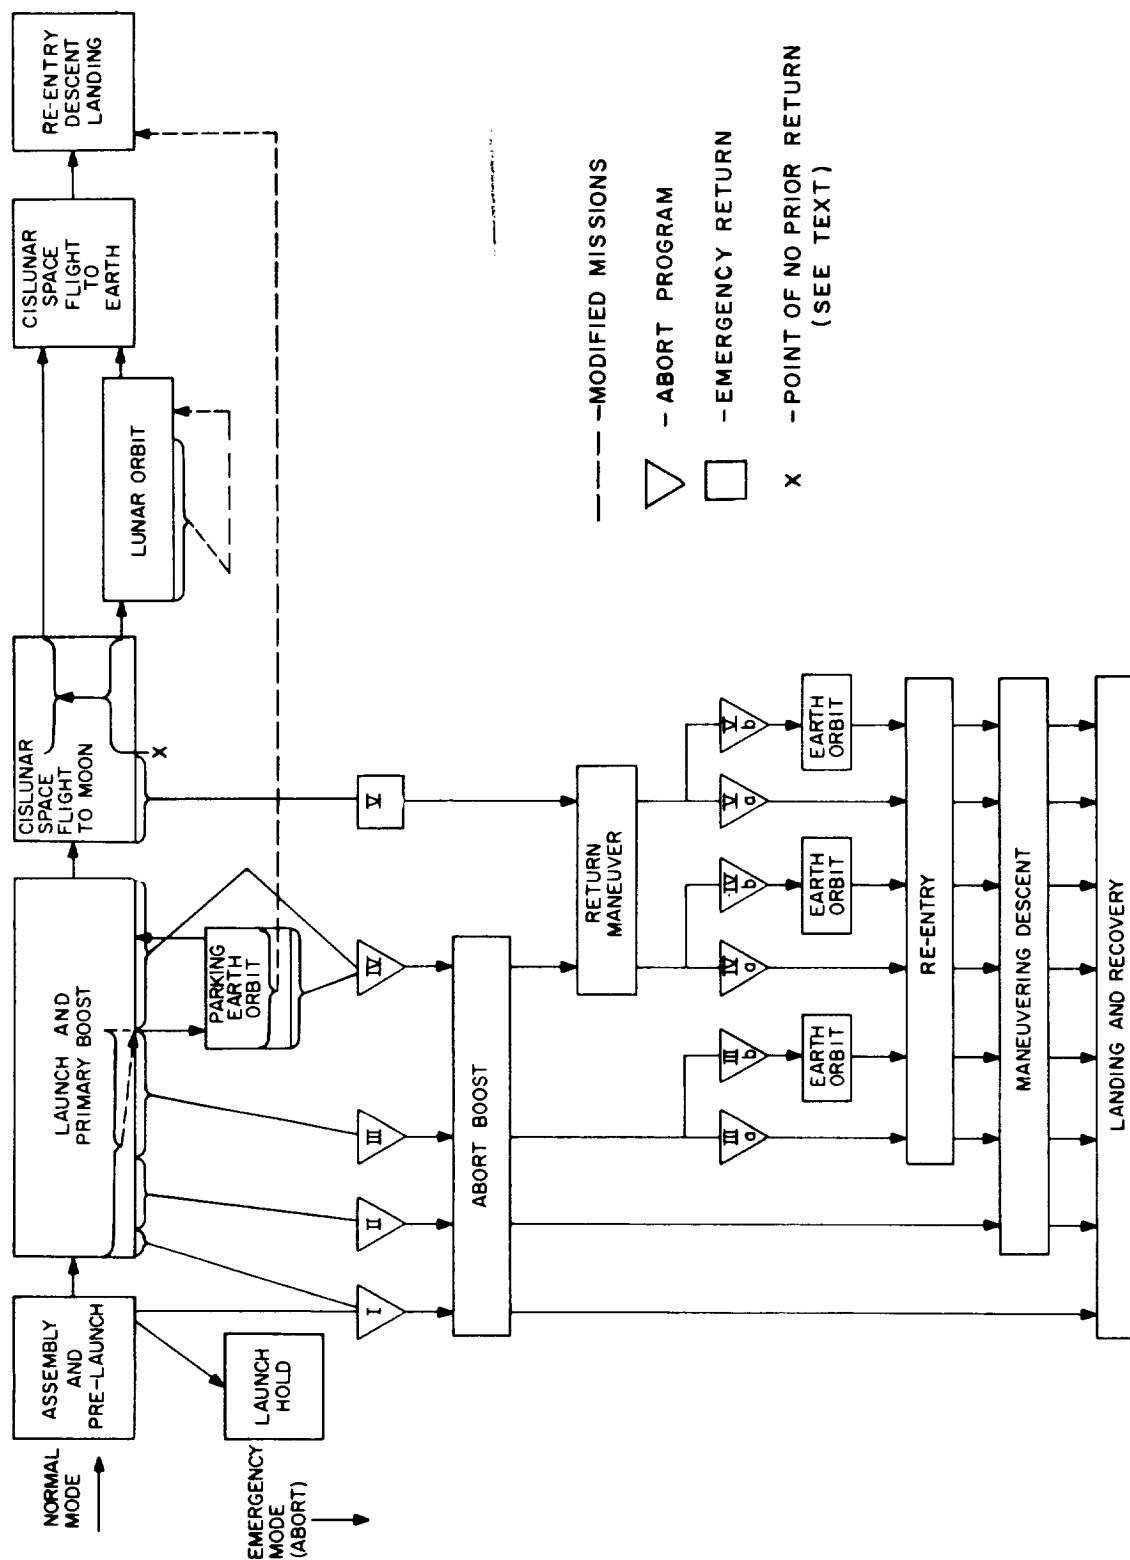 NORMAL
MODE
ASSEMBLY
AND
PRE-LAUNCH
LAUNCH AND
PRIMARY BOOST
CISLUNAR
SPACE
FLIGHT
TO MOON
X
CISLUNAR
SPACE
FLIGHT
TO
EARTH
RE-ENTRY
DESCENT
LANDING
LUNAR ORBIT
PARKING
EARTH
ORBIT
EMERGENCY
MODE
(ABORT)
LAUNCH
HOLD
I
II
III
IV
V
ABORT BOOST
RETURN
MANEUVER
III
a
III
b
IV
a
IV
b
V
a
V
b
EARTH
ORBIT
EARTH
ORBIT
EARTH
ORBIT
RE-ENTRY
MANEUVERING DESCENT
LANDING AND RECOVERY
-MODIFIED MISSIONS
- ABORT PROGRAM
- EMERGENCY RETURN
X - POINT OF NO PRIOR RETURN
(SEE TEXT)